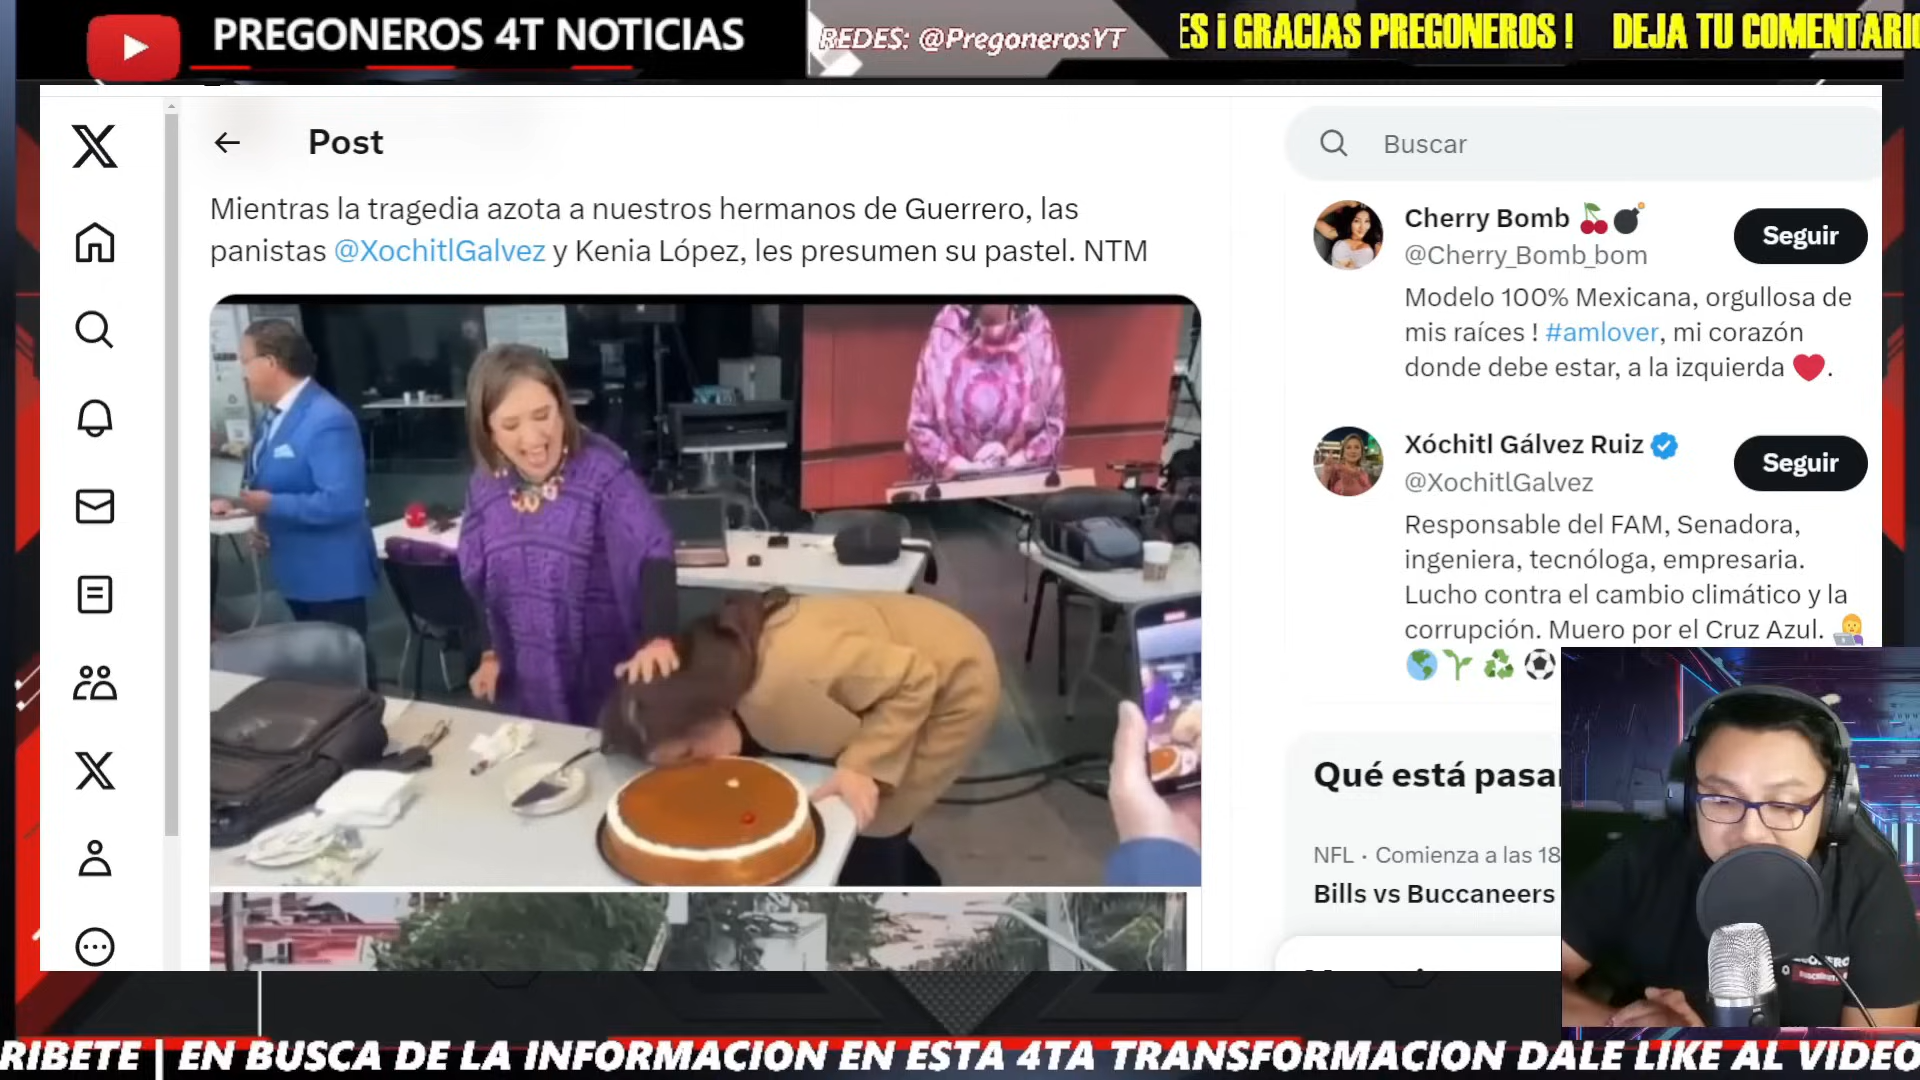 PREGONEROS 4T NOTICIAS
REDES: @PregonerosYT
ES ¡ GRACIAS PREGONEROS ! DEJA TU COMENTARIO
Post
Buscar
Mientras la tragedia azota a nuestros hermanos de Guerrero, las
panistas @XochitlGalvez y Kenia López, les presumen su pastel. NTM
Cherry Bomb 🍒💣
@Cherry_Bomb_bom
Seguir
Modelo 100% Mexicana, orgullosa de
mis raíces ! #amlover, mi corazón
donde debe estar, a la izquierda ❤️.
Xóchitl Gálvez Ruiz
@XochitlGalvez
Seguir
Responsable del FAM, Senadora,
ingeniera, tecnóloga, empresaria.
Lucho contra el cambio climático y la
corrupción. Muero por el Cruz Azul. 👩‍💻
🌎🌱♻️⚽
Qué está pasa
NFL · Comienza a las 18
Bills vs Buccaneers
RIBETE | EN BUSCA DE LA INFORMACION EN ESTA 4TA TRANSFORMACION DALE LIKE AL VIDEO